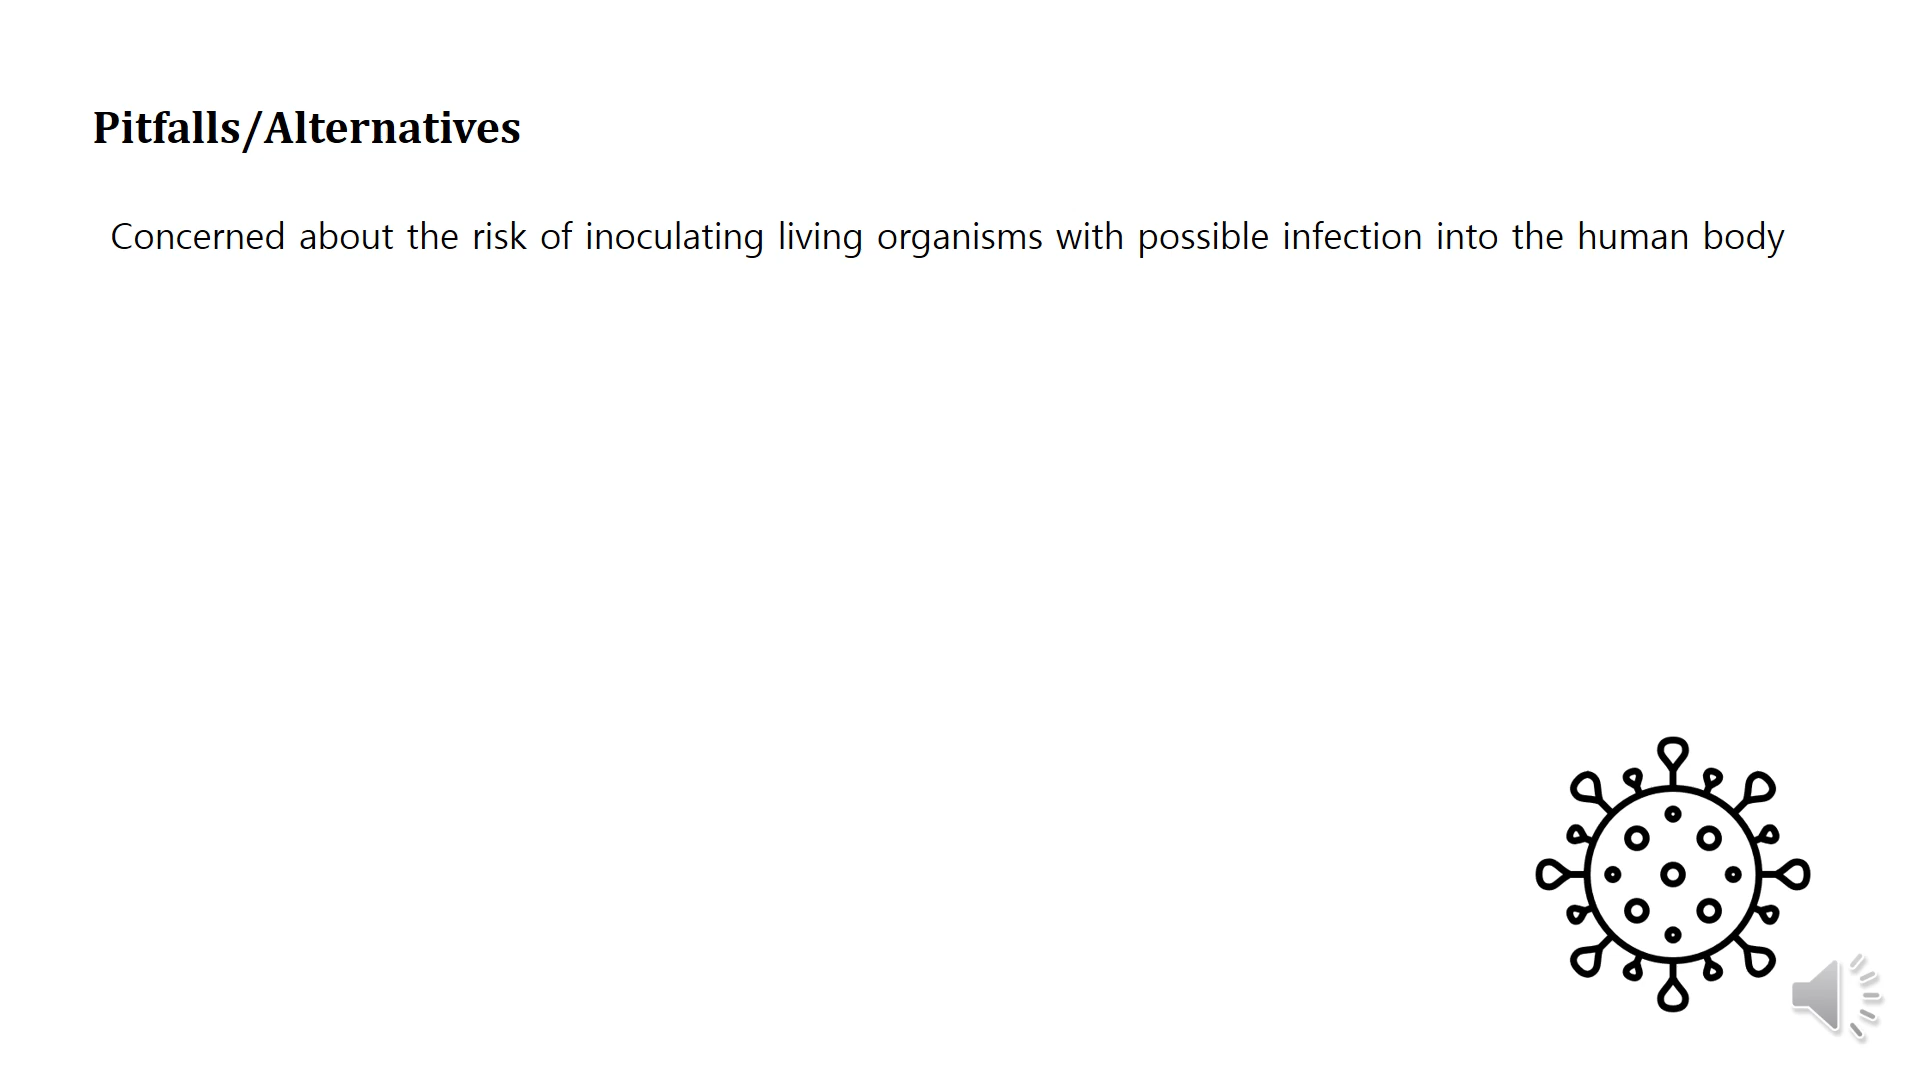 Pitfalls/Alternatives
Concerned about the risk of inoculating living organisms with possible infection into the human body